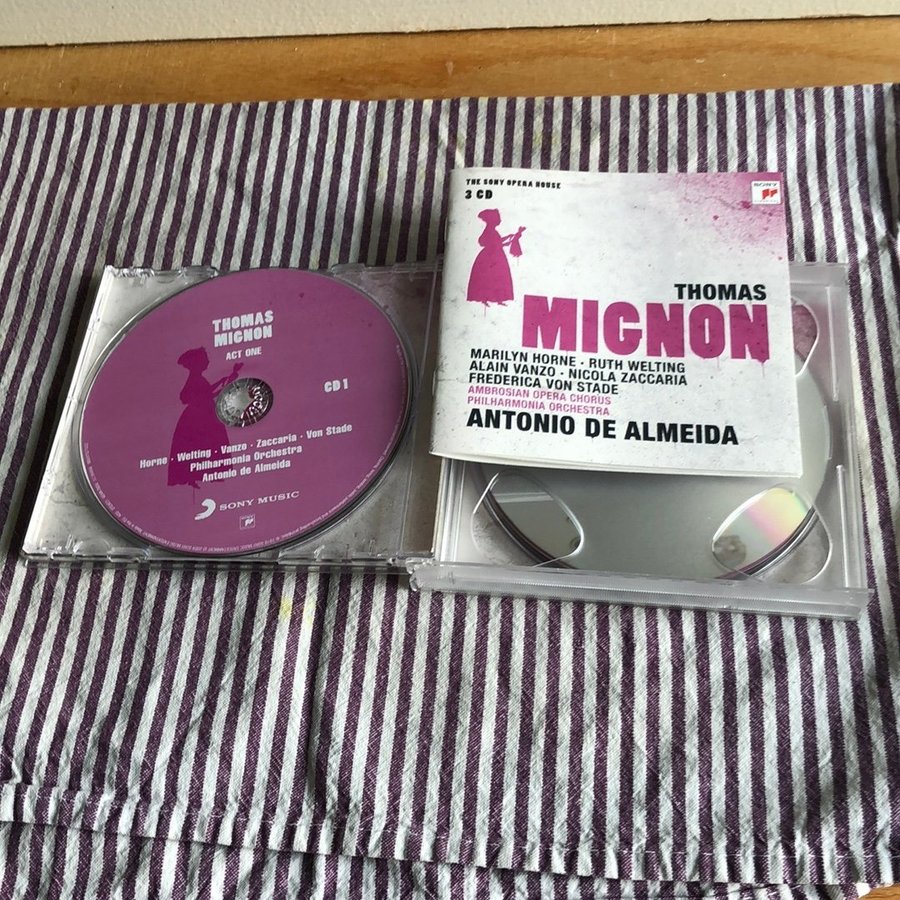 THE SONY OPERA HOUSE
3 CD
SONY
THOMAS
MIGNON
MARILYN HORNE · RUTH WELTING
ALAIN VANZO · NICOLA ZACCARIA
FREDERICA VON STADE
AMBROSIAN OPERA CHORUS
PHILHARMONIA ORCHESTRA
ANTONIO DE ALMEIDA
THOMAS
MIGNON
ACT ONE
CD 1
Horne · Welting · Vanzo · Zaccaria · Von Stade
Philharmonia Orchestra
Antonio de Almeida
SONY MUSIC